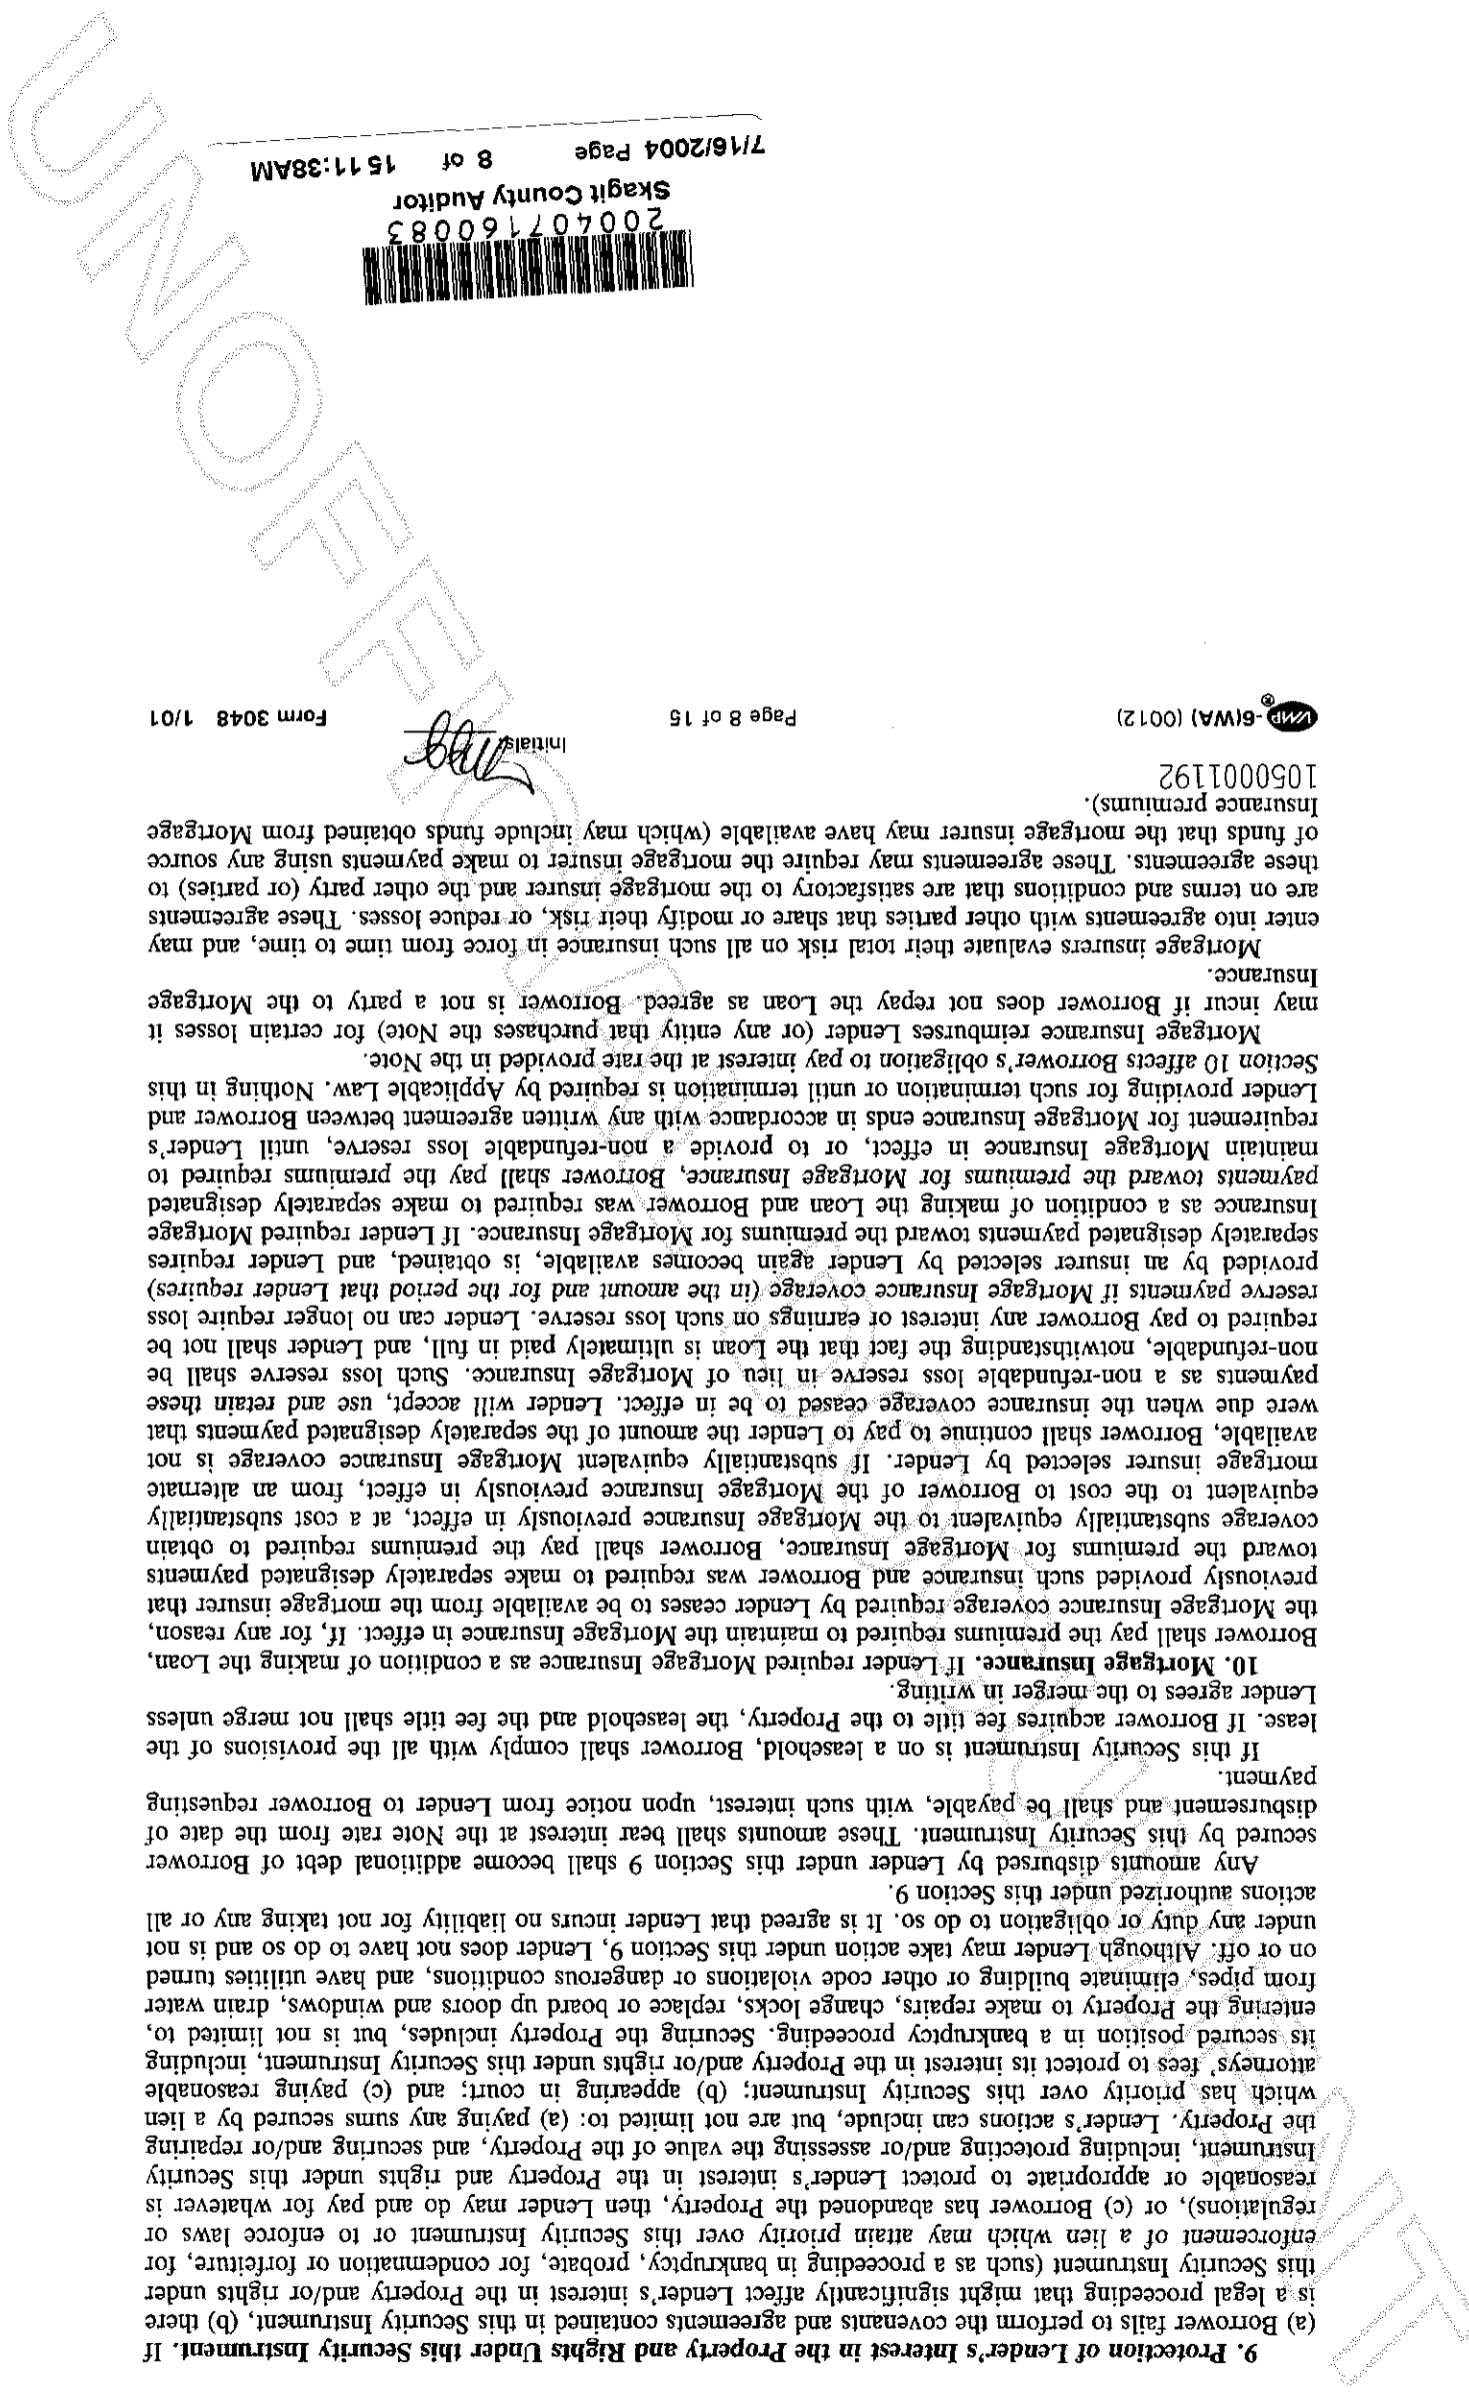 9. Protection of Lender's Interest in the Property and Rights Under this Security Instrument. If
(a) Borrower fails to perform the covenants and agreements contained in this Security Instrument, (b) there
is a legal proceeding that might significantly affect Lender's interest in the Property and/or rights under
this Security Instrument (such as a proceeding in bankruptcy, probate, for condemnation or forfeiture, for
enforcement of a lien which may attain priority over this Security Instrument or to enforce laws or
regulations), or (c) Borrower has abandoned the Property, then Lender may do and pay for whatever is
reasonable or appropriate to protect Lender's interest in the Property and rights under this Security
Instrument, including protecting and/or assessing the value of the Property, and securing and/or repairing
the Property. Lender's actions can include, but are not limited to: (a) paying any sums secured by a lien
which has priority over this Security Instrument; (b) appearing in court; and (c) paying reasonable
attorneys' fees to protect its interest in the Property and/or rights under this Security Instrument, including
its secured position in a bankruptcy proceeding. Securing the Property includes, but is not limited to,
entering the Property to make repairs, change locks, replace or board up doors and windows, drain water
from pipes, eliminate building or other code violations or dangerous conditions, and have utilities turned
on or off. Although Lender may take action under this Section 9, Lender does not have to do so and is not
under any duty or obligation to do so. It is agreed that Lender incurs no liability for not taking any or all
actions authorized under this Section 9.
Any amounts disbursed by Lender under this Section 9 shall become additional debt of Borrower
secured by this Security Instrument. These amounts shall bear interest at the Note rate from the date of
disbursement and shall be payable, with such interest, upon notice from Lender to Borrower requesting
payment.
If this Security Instrument is on a leasehold, Borrower shall comply with all the provisions of the
lease. If Borrower acquires fee title to the Property, the leasehold and the fee title shall not merge unless
Lender agrees to the merger in writing.
10. Mortgage Insurance. If Lender required Mortgage Insurance as a condition of making the Loan,
Borrower shall pay the premiums required to maintain the Mortgage Insurance in effect. If, for any reason,
the Mortgage Insurance coverage required by Lender ceases to be available from the mortgage insurer that
previously provided such insurance and Borrower was required to make separately designated payments
toward the premiums for Mortgage Insurance, Borrower shall pay the premiums required to obtain
coverage substantially equivalent to the Mortgage Insurance previously in effect, at a cost substantially
equivalent to the cost to Borrower of the Mortgage Insurance previously in effect, from an alternate
mortgage insurer selected by Lender. If substantially equivalent Mortgage Insurance coverage is not
available, Borrower shall continue to pay to Lender the amount of the separately designated payments that
were due when the insurance coverage ceased to be in effect. Lender will accept, use and retain these
payments as a non-refundable loss reserve in lieu of Mortgage Insurance. Such loss reserve shall be
non-refundable, notwithstanding the fact that the Loan is ultimately paid in full, and Lender shall not be
required to pay Borrower any interest or earnings on such loss reserve. Lender can no longer require loss
reserve payments if Mortgage Insurance coverage (in the amount and for the period that Lender requires)
provided by an insurer selected by Lender again becomes available, is obtained, and Lender requires
separately designated payments toward the premiums for Mortgage Insurance. If Lender required Mortgage
Insurance as a condition of making the Loan and Borrower was required to make separately designated
payments toward the premiums for Mortgage Insurance, Borrower shall pay the premiums required to
maintain Mortgage Insurance in effect, or to provide a non-refundable loss reserve, until Lender's
requirement for Mortgage Insurance ends in accordance with any written agreement between Borrower and
Lender providing for such termination or until termination is required by Applicable Law. Nothing in this
Section 10 affects Borrower's obligation to pay interest at the rate provided in the Note.
Mortgage Insurance reimburses Lender (or any entity that purchases the Note) for certain losses it
may incur if Borrower does not repay the Loan as agreed. Borrower is not a party to the Mortgage
Insurance.
Mortgage insurers evaluate their total risk on all such insurance in force from time to time, and may
enter into agreements with other parties that share or modify their risk, or reduce losses. These agreements
are on terms and conditions that are satisfactory to the mortgage insurer and the other party (or parties) to
these agreements. These agreements may require the mortgage insurer to make payments using any source
of funds that the mortgage insurer may have available (which may include funds obtained from Mortgage
Insurance premiums).
1050001192
Initials:
VMP®-6(WA) (0012) Page 8 of 15 Form 3048 1/01
200407160083
Skagit County Auditor
7/16/2004 Page 8 of 15 11:38AM
UNOFFICIAL DOCUMENT